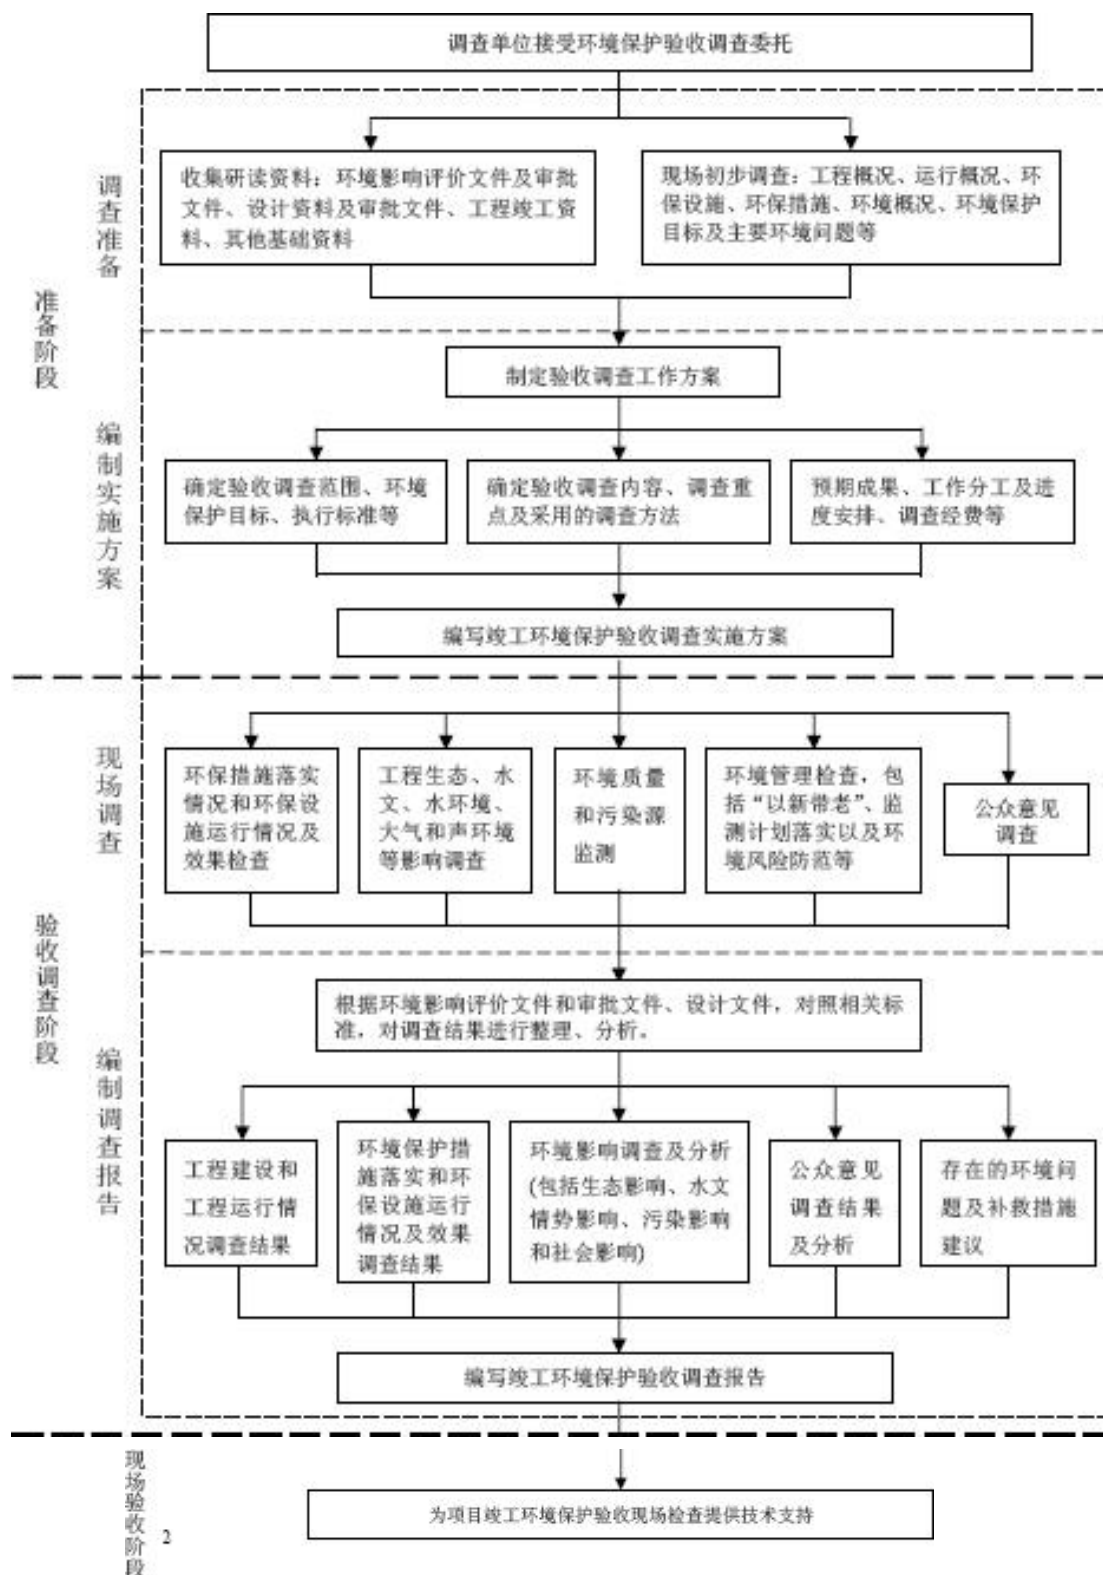 调查单位接受环境保护验收调查委托
准备阶段
调查准备
收集研读资料：环境影响评价文件及审批
文件、设计资料及审批文件、工程竣工资
料、其他基础资料
现场初步调查：工程概况、运行概况、环
保设施、环保措施、环境概况、环境保护
目标及主要环境问题等
编制实施方案
制定验收调查工作方案
确定验收调查范围、环境
保护目标、执行标准等
确定验收调查内容、调查重
点及采用的调查方法
预期成果、工作分工及进
度安排、调查经费等
编写竣工环境保护验收调查实施方案
验收调查阶段
现场调查
环保措施落实
情况和环保设
施运行情况及
效果检查
工程生态、水
文、水环境、
大气和声环境
等影响调查
环境质量
和污染源
监测
环境管理检查，包
括“以新带老”、监
测计划落实以及环
境风险防范等
公众意见
调查
编制调查报告
根据环境影响评价文件和审批文件、设计文件，对照相关标
准，对调查结果进行整理、分析。
工程建设和
工程运行情
况调查结果
环境保护措
施落实和环
保设施运行
情况及效果
调查结果
环境影响调查及分析
(包括生态影响、水文
情势影响、污染影响
和社会影响)
公众意见
调查结果
及分析
存在的环境问
题及补救措施
建议
编写竣工环境保护验收调查报告
现场验收阶段
2
为项目竣工环境保护验收现场检查提供技术支持